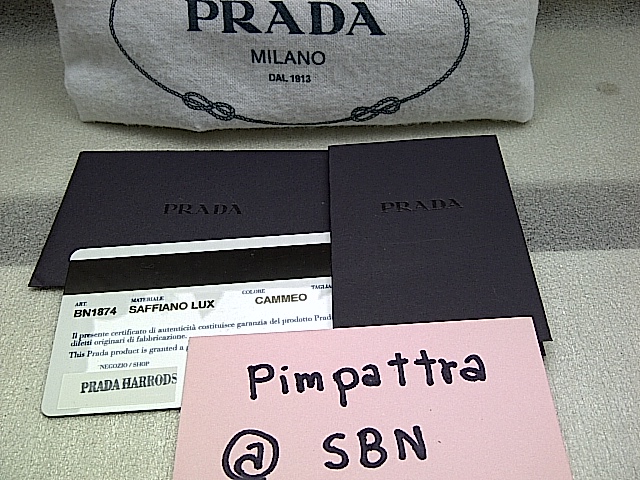 PRADA
MILANO
DAL 1913
PRADA
PRADA
ART. MATERIALE COLORE
BN1874 SAFFIANO LUX CAMMEO
Il presente certificato di autenticità costituisce garanzia del prodotto
difetti originari di fabbricazione.
This Prada product is granted a
NEGOZIO / SHOP
PRADA HARRODS
Pimpattra
@ SBN